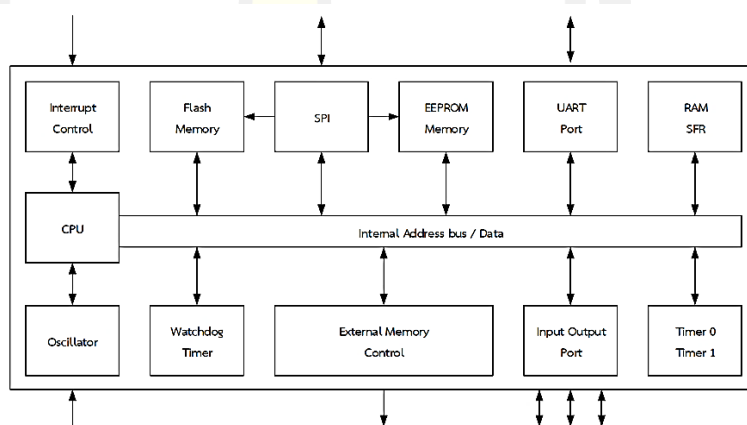 Interrupt
Control
Flash
Memory
SPI
EEPROM
Memory
UART
Port
RAM
SFR
CPU
Internal Address bus / Data
Oscillator
Watchdog
Timer
External Memory
Control
Input Output
Port
Timer 0
Timer 1